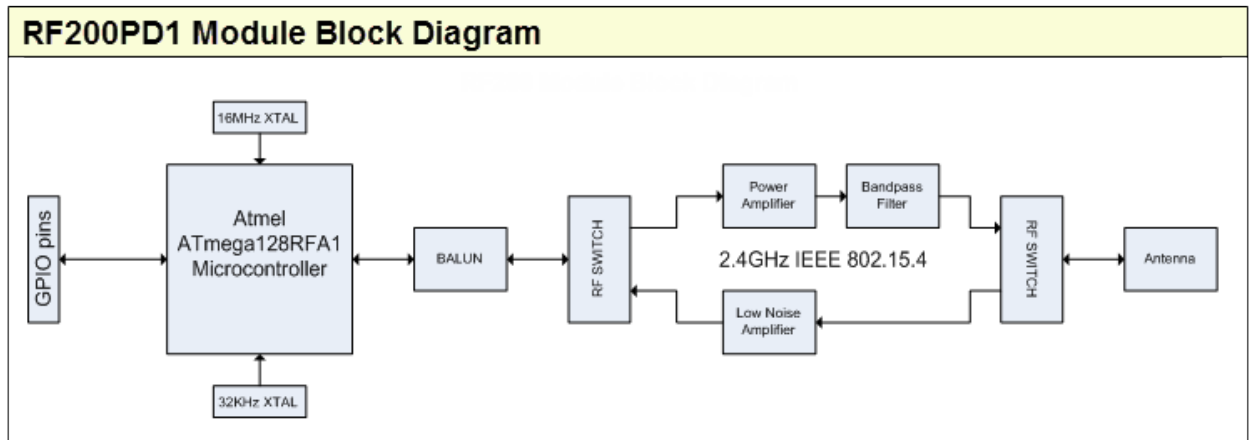 RF200PD1 Module Block Diagram
16MHz XTAL
GPIO pins
Atmel
ATmega128RFA1
Microcontroller
32KHz XTAL
BALUN
RF SWITCH
Power
Amplifier
Bandpass
Filter
2.4GHz IEEE 802.15.4
Low Noise
Amplifier
RF SWITCH
Antenna